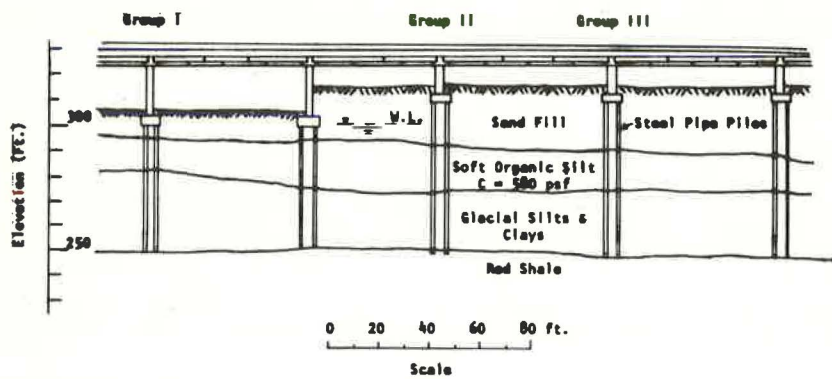 Group I Group II Group III
300
W.L.
Sand Fill
Steel Pipe Piles
Soft Organic Silt
C = 500 psf
Glacial Silts &
Clays
250
Red Shale
Elevation (Ft.)
0 20 40 60 80 ft.
Scale